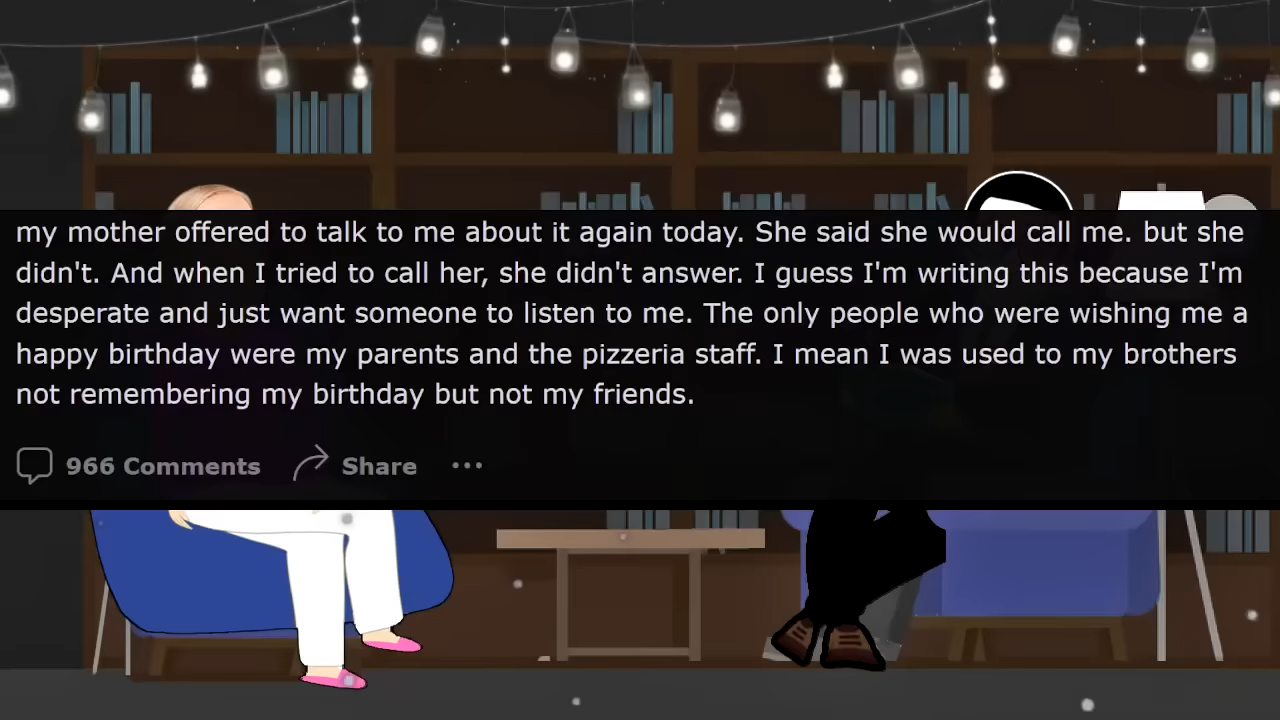 my mother offered to talk to me about it again today. She said she would call me. but she
didn't. And when I tried to call her, she didn't answer. I guess I'm writing this because I'm
desperate and just want someone to listen to me. The only people who were wishing me a
happy birthday were my parents and the pizzeria staff. I mean I was used to my brothers
not remembering my birthday but not my friends.
966 Comments Share ···